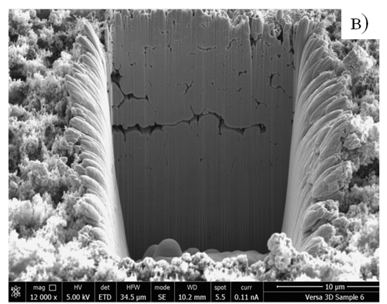 B)
mag HV det HFW mode WD spot curr 10 µm
12 000 x 5.00 kV ETD 34.5 µm SE 10.2 mm 5.5 0.11 nA Versa 3D Sample 6